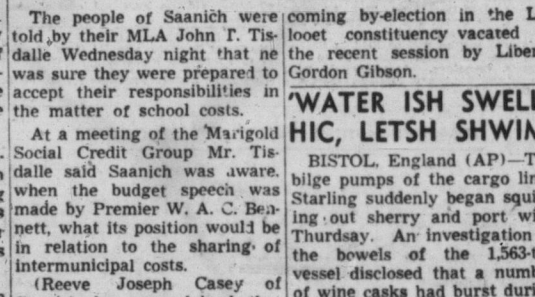 The people of Saanich were
told by their MLA John T. Tis-
dalle Wednesday night that he
was sure they were prepared to
accept their responsibilities in
the matter of school costs.
At a meeting of the Marigold
Social Credit Group Mr. Tis-
dalle said Saanich was aware,
when the budget speech was
made by Premier W. A. C. Ben-
nett, what its position would be
in relation to the sharing of
intermunicipal costs.
(Reeve Joseph Casey of
coming by-election in the L
looet constituency vacated
the recent session by Liber
Gordon Gibson.
'WATER ISH SWELL
HIC, LETSH SHWIM
BISTOL, England (AP)—T
bilge pumps of the cargo lin
Starling suddenly began squi
ing out sherry and port wi
Thurdsay. An investigation
the bowels of the 1,563-t
vessel disclosed that a numb
of wine casks had burst duri